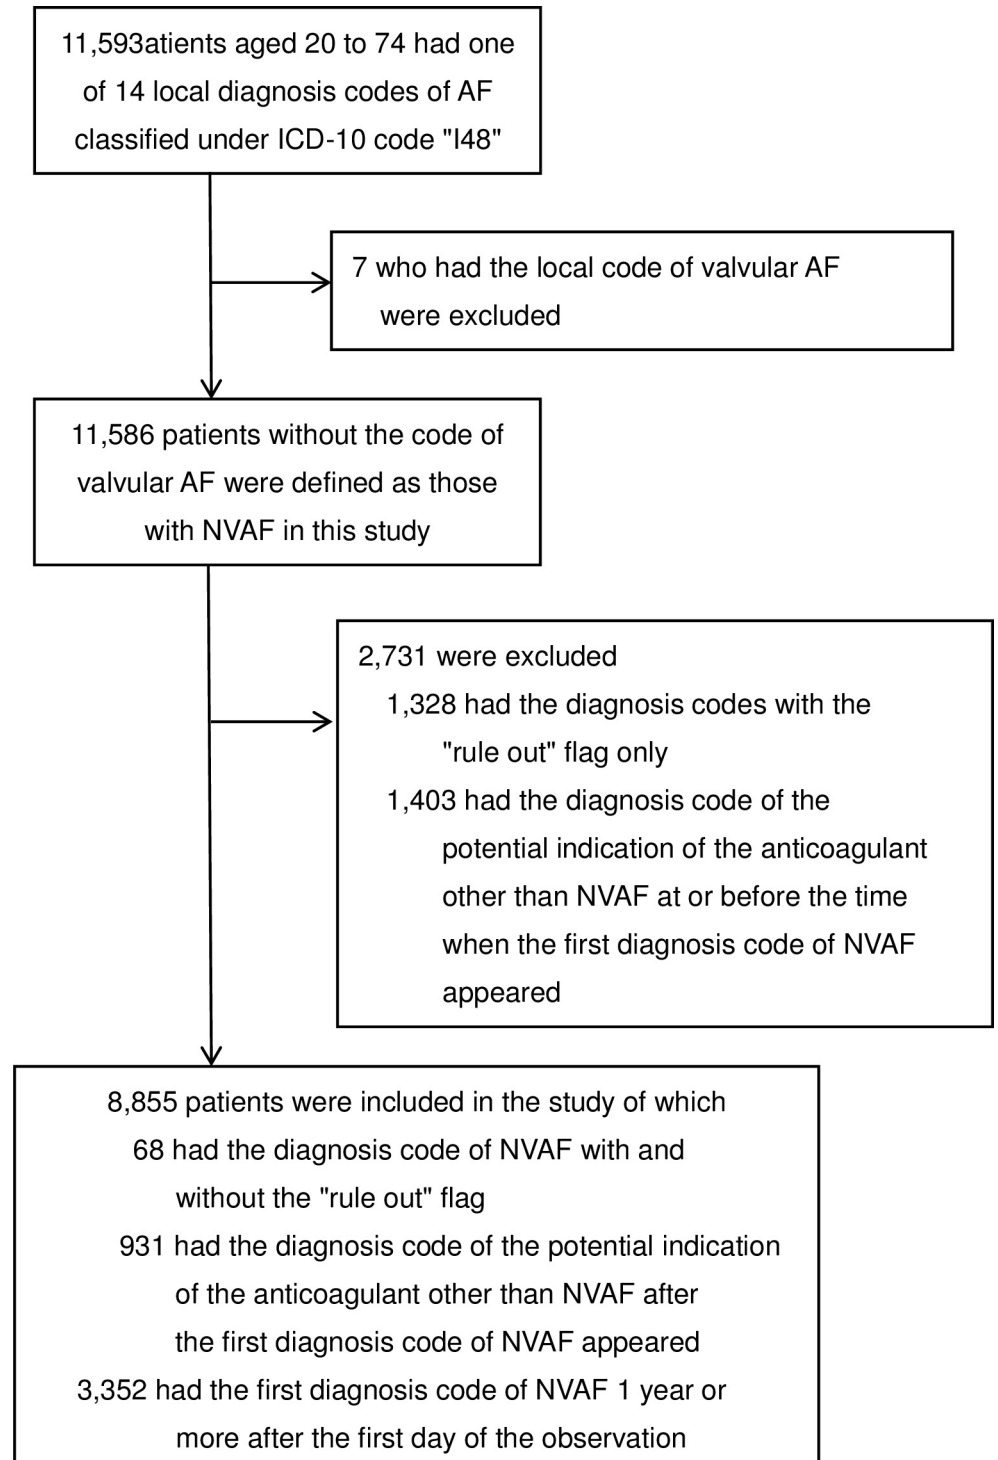 11,593atients aged 20 to 74 had one
of 14 local diagnosis codes of AF
classified under ICD-10 code "I48"
7 who had the local code of valvular AF
were excluded
11,586 patients without the code of
valvular AF were defined as those
with NVAF in this study
2,731 were excluded
1,328 had the diagnosis codes with the
"rule out" flag only
1,403 had the diagnosis code of the
potential indication of the anticoagulant
other than NVAF at or before the time
when the first diagnosis code of NVAF
appeared
8,855 patients were included in the study of which
68 had the diagnosis code of NVAF with and
without the "rule out" flag
931 had the diagnosis code of the potential indication
of the anticoagulant other than NVAF after
the first diagnosis code of NVAF appeared
3,352 had the first diagnosis code of NVAF 1 year or
more after the first day of the observation